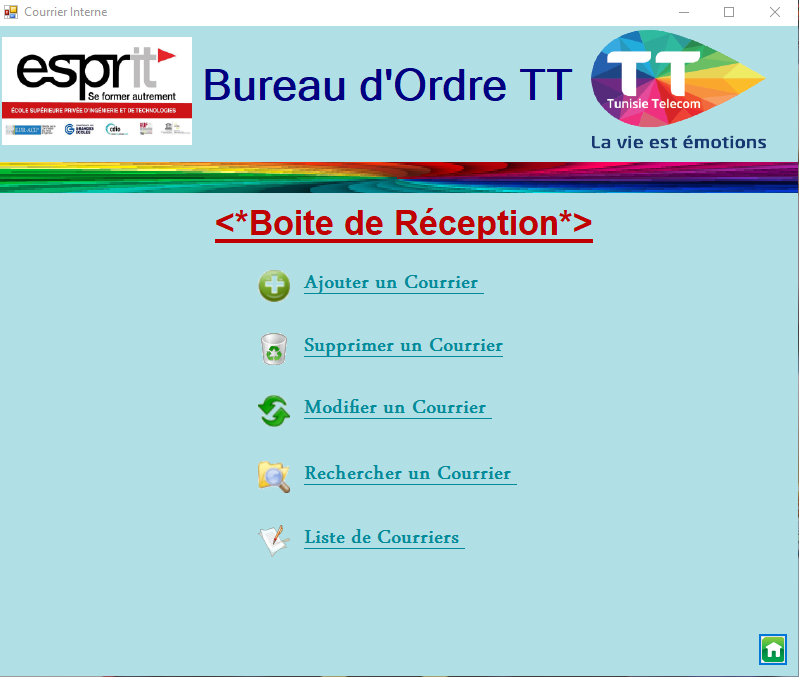 Courrier Interne
esprit
Se former autrement
ÉCOLE SUPÉRIEURE PRIVÉE D'INGÉNIERIE ET DE TECHNOLOGIES
Bureau d'Ordre TT
TT
Tunisie Telecom
La vie est émotions
<*Boite de Réception*>
Ajouter un Courrier
Supprimer un Courrier
Modifier un Courrier
Rechercher un Courrier
Liste de Courriers